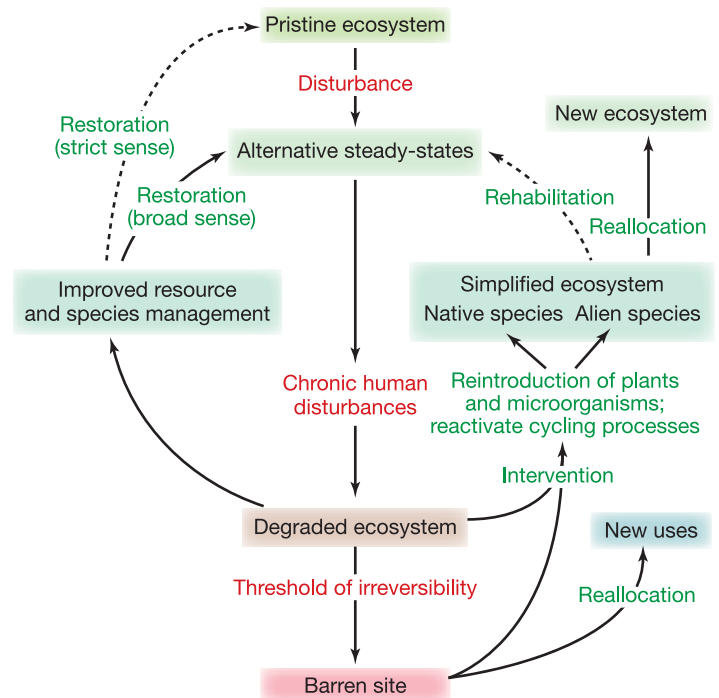 Pristine ecosystem
Disturbance
New ecosystem
Restoration
(strict sense)
Alternative steady-states
Restoration
(broad sense)
Rehabilitation
Reallocation
Improved resource
and species management
Simplified ecosystem
Native species Alien species
Chronic human
disturbances
Reintroduction of plants
and microorganisms;
reactivate cycling processes
Intervention
Degraded ecosystem
New uses
Threshold of irreversibility
Reallocation
Barren site